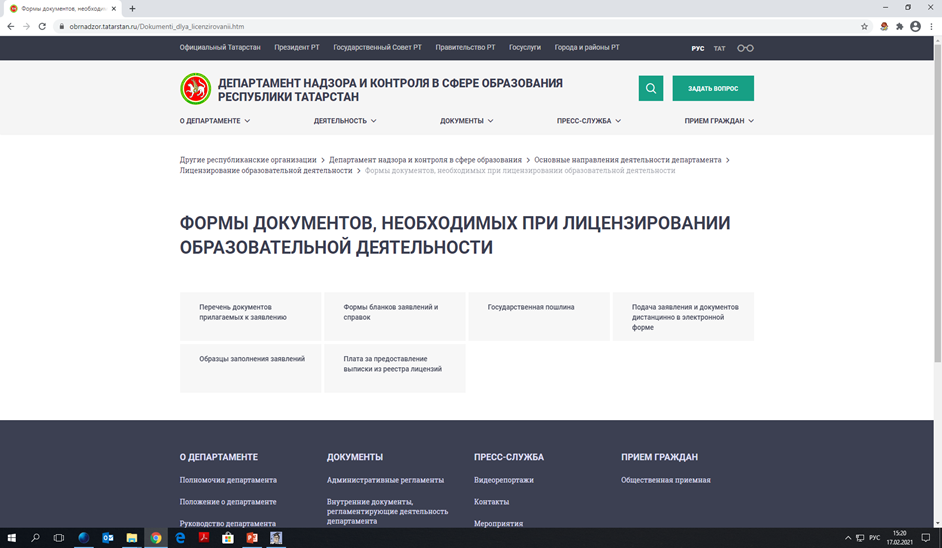 Формы документов, необходим
obrnadzor.tatarstan.ru/Dokumenti_dlya_licenzirovanii.htm
Официальный Татарстан Президент РТ Государственный Совет РТ Правительство РТ Госуслуги Города и районы РТ РУС ТАТ
ДЕПАРТАМЕНТ НАДЗОРА И КОНТРОЛЯ В СФЕРЕ ОБРАЗОВАНИЯ
РЕСПУБЛИКИ ТАТАРСТАН
ЗАДАТЬ ВОПРОС
О ДЕПАРТАМЕНТЕ ДЕЯТЕЛЬНОСТЬ ДОКУМЕНТЫ ПРЕСС-СЛУЖБА ПРИЕМ ГРАЖДАН
Другие республиканские организации > Департамент надзора и контроля в сфере образования > Основные направления деятельности департамента >
Лицензирование образовательной деятельности > Формы документов, необходимых при лицензировании образовательной деятельности
ФОРМЫ ДОКУМЕНТОВ, НЕОБХОДИМЫХ ПРИ ЛИЦЕНЗИРОВАНИИ
ОБРАЗОВАТЕЛЬНОЙ ДЕЯТЕЛЬНОСТИ
Перечень документов
прилагаемых к заявлению
Формы бланков заявлений и
справок
Государственная пошлина
Подача заявления и документов
дистанцинно в электронной
форме
Образцы заполнения заявлений
Плата за предоставление
выписки из реестра лицензий
О ДЕПАРТАМЕНТЕ
Полномочия департамента
Положение о департаменте
Руководство департамента
ДОКУМЕНТЫ
Административные регламенты
Внутренние документы,
регламентирующие деятельность
департамента
ПРЕСС-СЛУЖБА
Видеорепортажи
Контакты
Мероприятия
ПРИЕМ ГРАЖДАН
Общественная приемная
РУС
15:20
17.02.2021